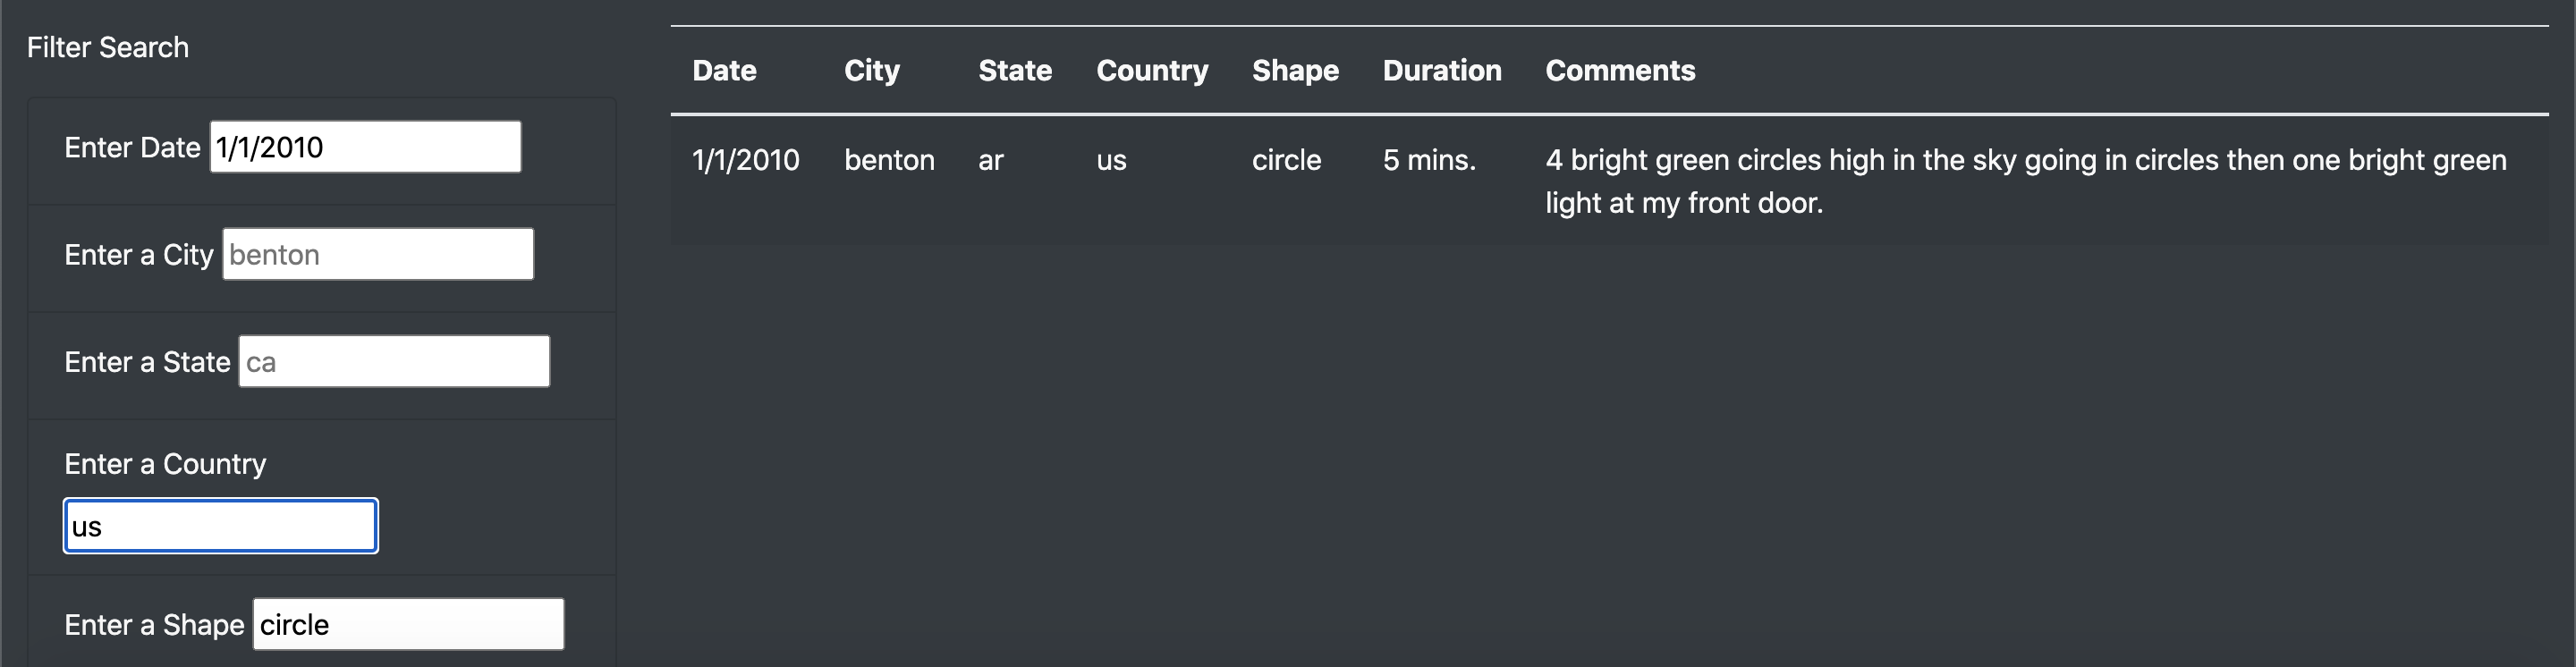 Filter Search
Enter Date 1/1/2010
Enter a City benton
Enter a State ca
Enter a Country
us
Enter a Shape circle
Date City State Country Shape Duration Comments
1/1/2010 benton ar us circle 5 mins. 4 bright green circles high in the sky going in circles then one bright green
light at my front door.